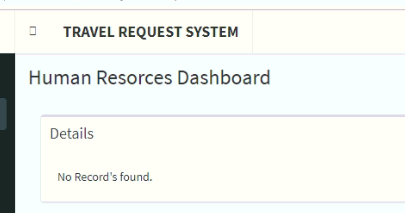 TRAVEL REQUEST SYSTEM
Human Resorces Dashboard
Details
No Record's found.